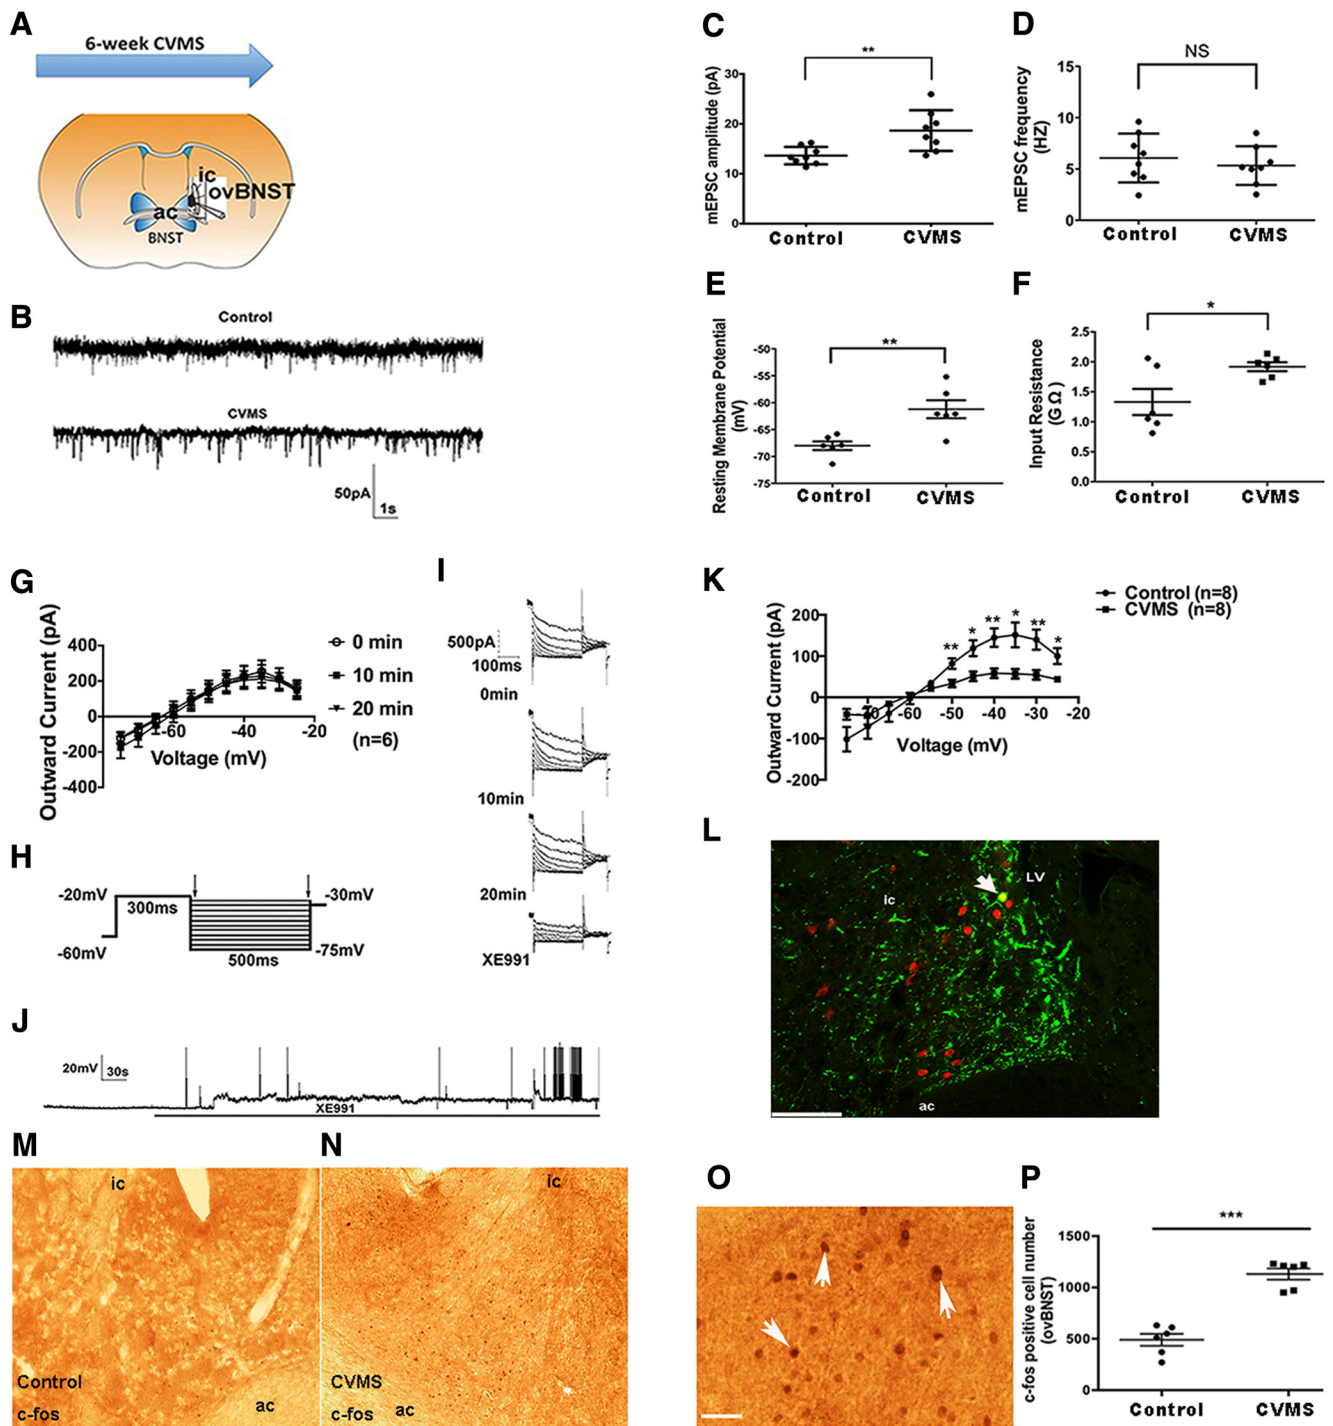 A
6-week CVMS
ic
ovBNST
ac
BNST
B
Control
CVMS
50pA
1s
C
**
mEPSC amplitude (pA)
30
20
10
0
Control
CVMS
D
NS
mEPSC frequency
(HZ)
15
10
5
0
Control
CVMS
E
**
Resting Membrane Potential
(mV)
-50
-55
-60
-65
-70
-75
Control
CVMS
F
*
Input Resistance
(G Ω)
2.5
2.0
1.5
1.0
0.5
0.0
Control
CVMS
G
Outward Current (pA)
400
200
0
-200
-400
-60
-40
-20
Voltage (mV)
0 min
10 min
20 min
(n=6)
H
-20mV
300ms
-60mV
500ms
-30mV
-75mV
I
500pA
100ms
0min
10min
20min
XE991
J
20mV
30s
XE991
K
Control (n=8)
CVMS (n=8)
Outward Current (pA)
200
100
0
-100
-200
** * ** * ** *
-60
-50
-40
-30
-20
Voltage (mV)
L
LV
ic
ac
M
ic
Control
c-fos
ac
N
ic
CVMS
c-fos
ac
O
P
***
c-fos positive cell number
(ovBNST)
1500
1000
500
0
Control
CVMS